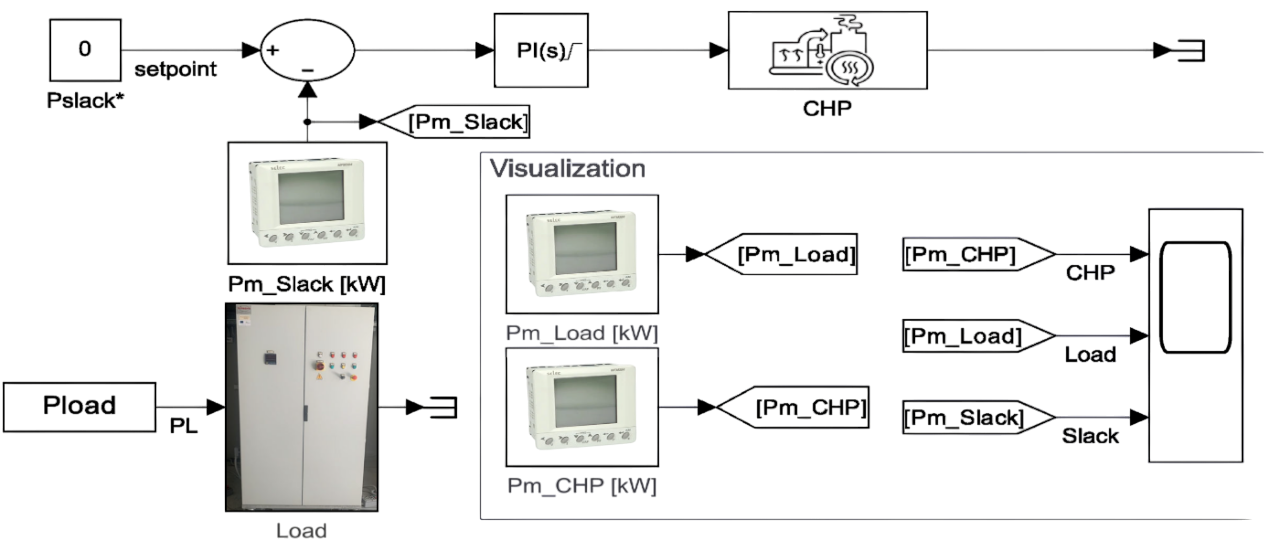 0
setpoint
Pslack*
+
−
PI(s)
CHP
[Pm_Slack]
Pm_Slack [kW]
Pload
PL
Load
Visualization
[Pm_Load]
Pm_Load [kW]
[Pm_CHP]
Pm_CHP [kW]
[Pm_CHP]
CHP
[Pm_Load]
Load
[Pm_Slack]
Slack